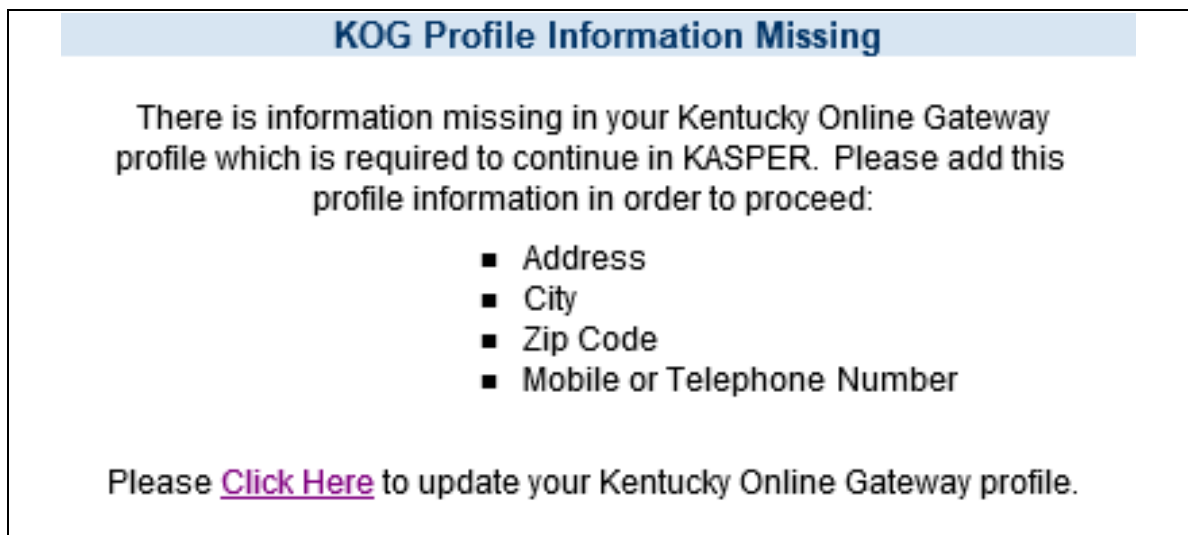 KOG Profile Information Missing
There is information missing in your Kentucky Online Gateway
profile which is required to continue in KASPER. Please add this
profile information in order to proceed:
■ Address
■ City
■ Zip Code
■ Mobile or Telephone Number
Please Click Here to update your Kentucky Online Gateway profile.